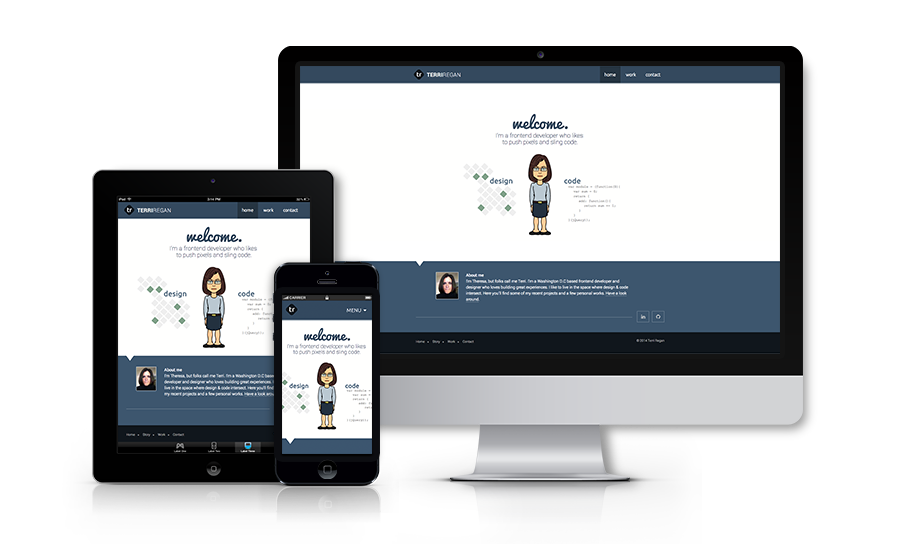 tr TERRIREGAN
home work contact
welcome.
I'm a frontend developer who likes
to push pixels and sling code.
design
code
return {
About me
I'm Theresa, but folks call me Terri. I'm a Washington D.C based frontend developer and
designer who loves building great experiences. I like to live in the space where design & code
intersect. Here you'll find some of my recent projects and a few personal works. Have a look
around.
in
Home Story Work Contact
© 2014 Terri Regan
iPad
tr TERRIREGAN
home work contact
welcome.
I'm a frontend developer who likes
to push pixels and sling code.
design
code
return {
About me
I'm Theresa, but folks call me Terri. I'm a Washington D.C based
developer and designer who loves building great experiences.
live in the space where design & code intersect. Here you'll find
my recent projects and a few personal works. Have a look around
Home Story Work Contact
CARRIER
tr
MENU
welcome.
I'm a frontend developer who likes
to push pixels and sling code.
design
code
return {